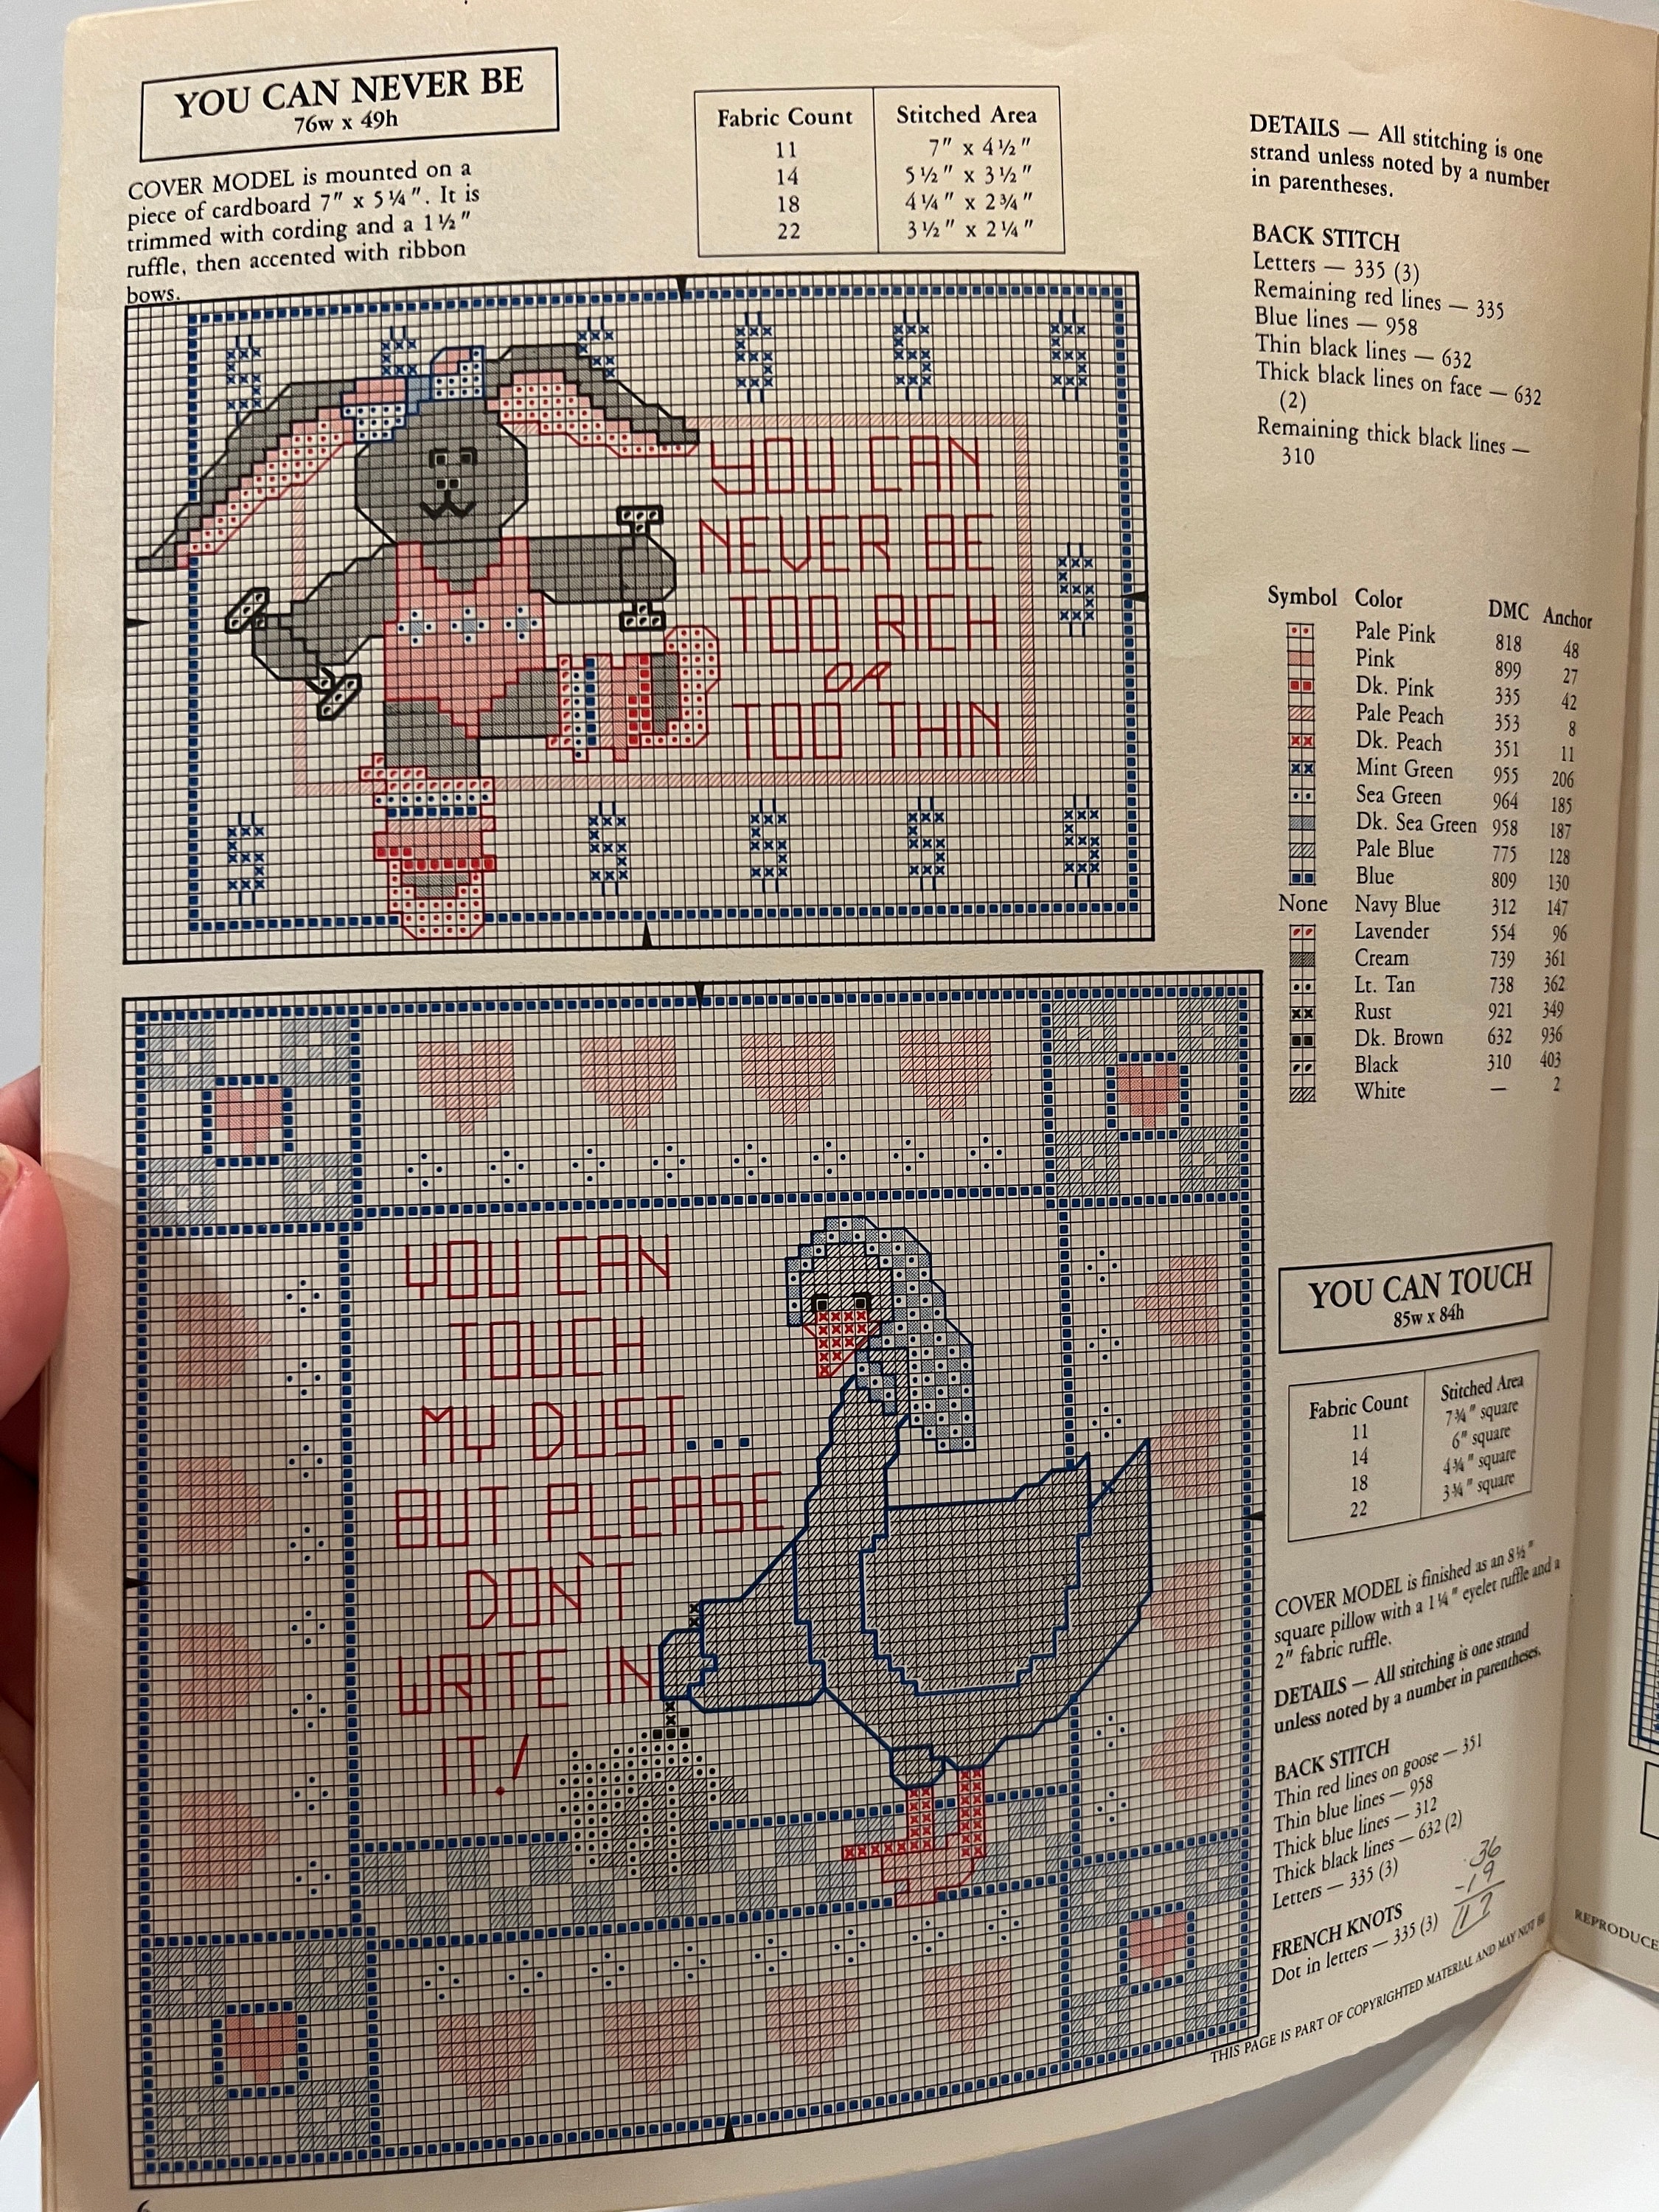 YOU CAN NEVER BE
76w x 49h
COVER MODEL is mounted on a
piece of cardboard 7" x 5¼". It is
trimmed with cording and a 1½"
ruffle, then accented with ribbon
bows.
Fabric Count Stitched Area
11 7" x 4½"
14 5½" x 3½"
18 4¼" x 2¾"
22 3½" x 2¼"
YOU CAN
NEVER BE
TOO RICH
OR
TOO THIN
DETAILS — All stitching is one
strand unless noted by a number
in parentheses.
BACK STITCH
Letters — 335 (3)
Remaining red lines — 335
Blue lines — 958
Thin black lines — 632
Thick black lines on face — 632
(2)
Remaining thick black lines —
310
Symbol Color DMC Anchor
Pale Pink 818 48
Pink 899 27
Dk. Pink 335 42
Pale Peach 353 8
Dk. Peach 351 11
Mint Green 955 206
Sea Green 964 185
Dk. Sea Green 958 187
Pale Blue 775 128
Blue 809 130
None Navy Blue 312 147
Lavender 554 96
Cream 739 361
Lt. Tan 738 362
Rust 921 349
Dk. Brown 632 936
Black 310 403
White — 2
YOU CAN
TOUCH
MY DUST...
BUT PLEASE
DON'T
WRITE IN
IT!
YOU CAN TOUCH
85w x 84h
Fabric Count Stitched Area
11 7¾" square
14 6" square
18 4¾" square
22 3¾" square
COVER MODEL is finished as an 8½"
square pillow with a 1¼" eyelet ruffle and a
2" fabric ruffle.
DETAILS — All stitching is one strand
unless noted by a number in parentheses.
BACK STITCH
Thin red lines on goose — 351
Thin blue lines — 958
Thick blue lines — 312
Thick black lines — 632 (2)
Letters — 335 (3)
FRENCH KNOTS
Dot in letters — 335 (3)
36
-19
17
THIS PAGE IS PART OF COPYRIGHTED MATERIAL AND MAY NOT BE
REPRODUCE
6